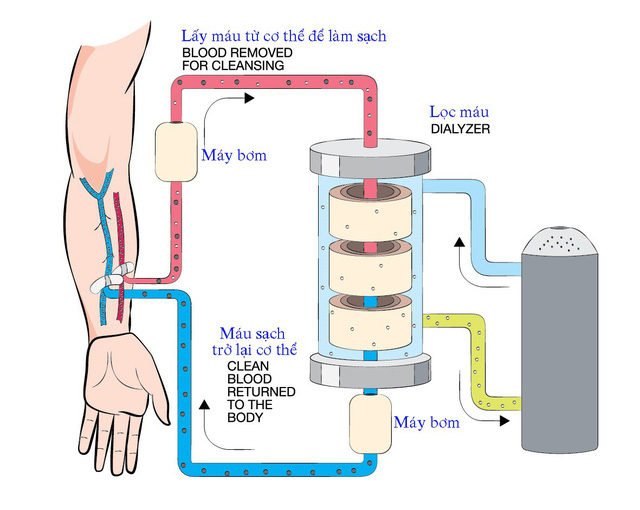 Lấy máu từ cơ thể để làm sạch
BLOOD REMOVED
FOR CLEANSING
Lọc máu
DIALYZER
Máy bơm
Máu sạch
trở lại cơ thể
CLEAN
BLOOD
RETURNED
TO THE
BODY
Máy bơm